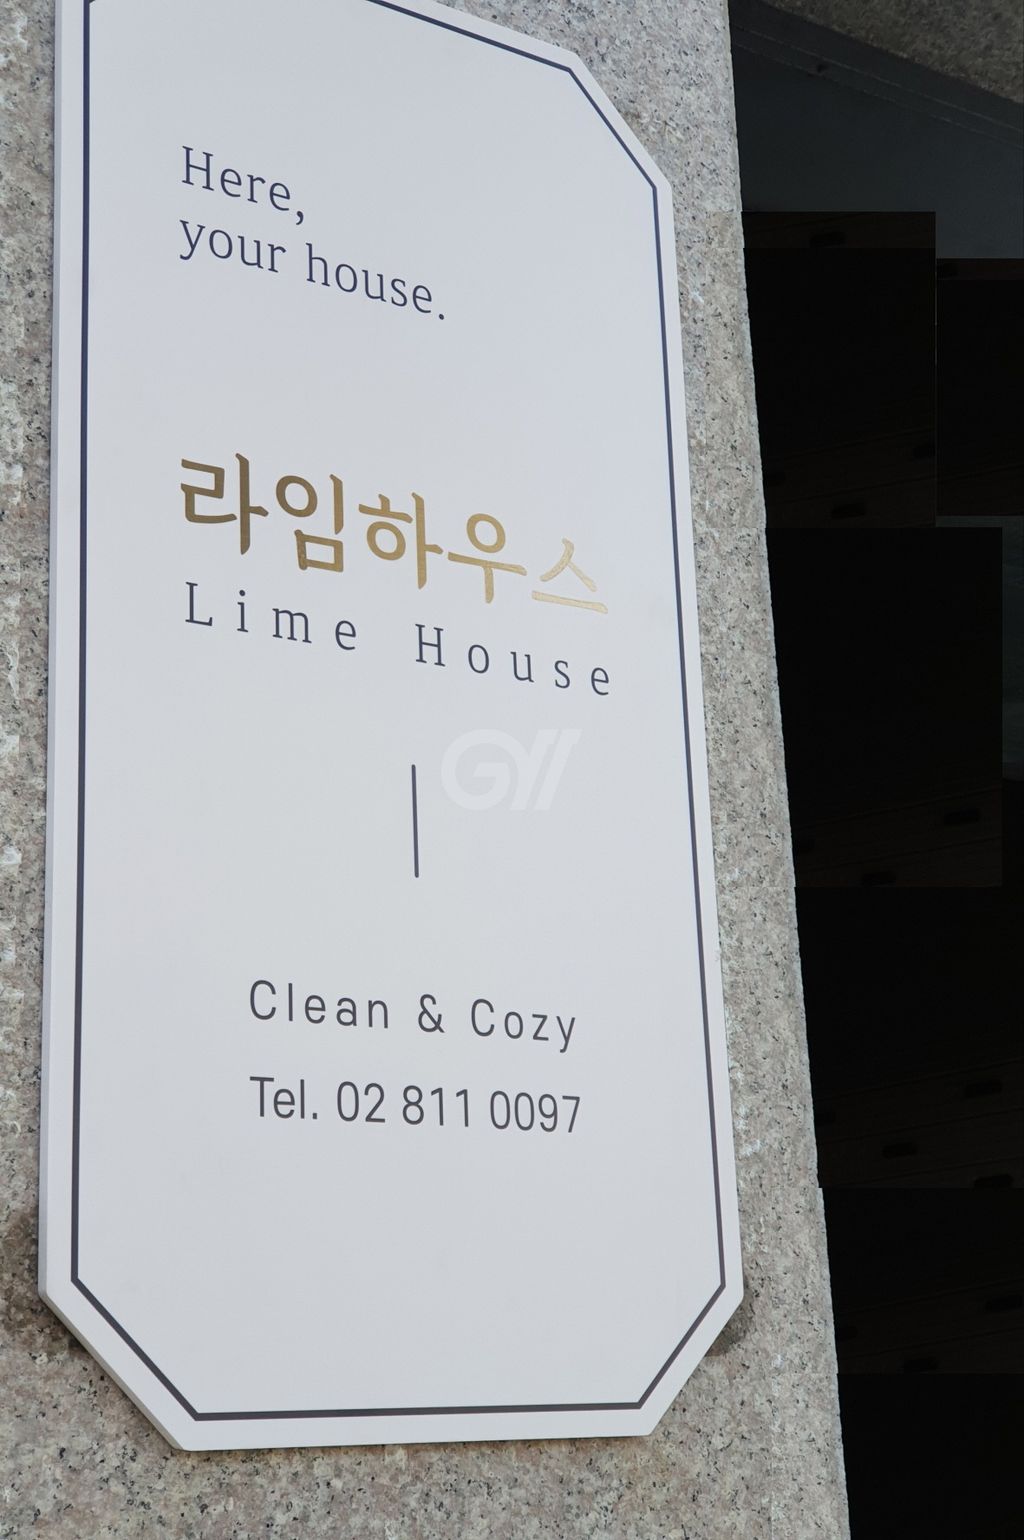 Here,
your house.
라임하우스
Lime House
Clean & Cozy
Tel. 02 811 0097